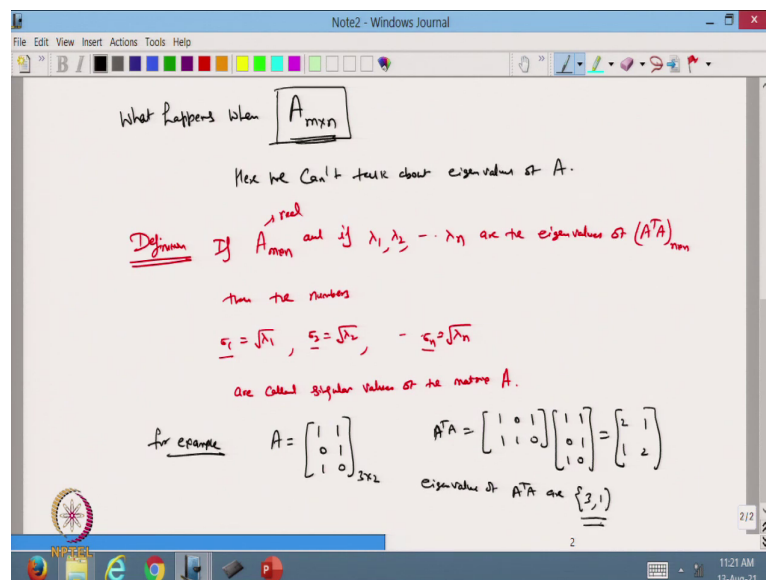 Note2 - Windows Journal
File Edit View Insert Actions Tools Help
B I
What happens when A m×n
Here we can't talk about eigenvalues of A.
real
Definition If A m×n and if λ1, λ2, -- λn are the eigenvalues of (AᵀA) n×n
then the numbers
σ1 = √λ1 , σ2 = √λ2 , - σn = √λn
are called singular values of the matrix A.
for example A = [1 1; 0 1; 1 0] 3×2 AᵀA = [1 0 1; 1 1 0] [1 1; 0 1; 1 0] = [2 1; 1 2]
eigenvalues of AᵀA are {3,1}
NPTEL
2/2
2
11:21 AM
13-Aug-21